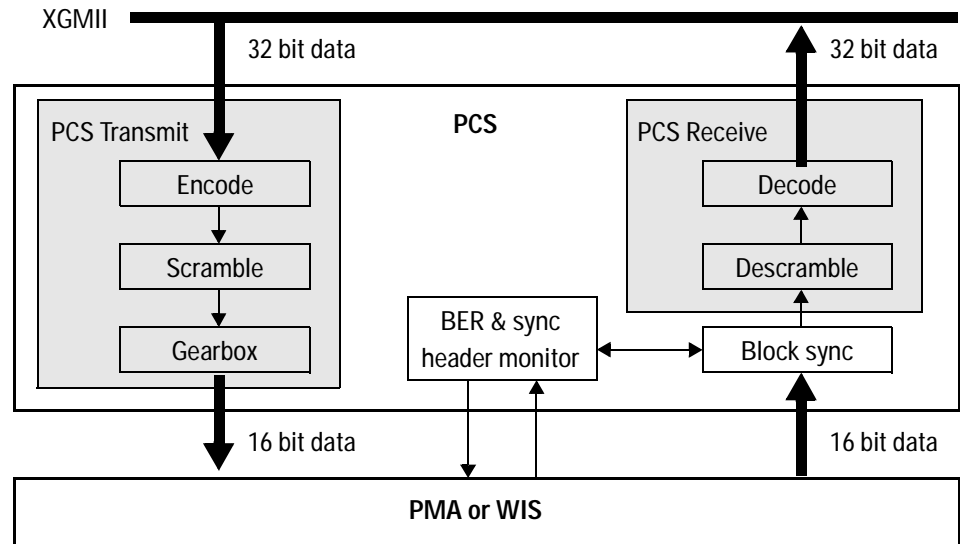 XGMII
32 bit data
32 bit data
PCS Transmit
PCS
PCS Receive
Encode
Decode
Scramble
Descramble
BER & sync
header monitor
Gearbox
Block sync
16 bit data
16 bit data
PMA or WIS